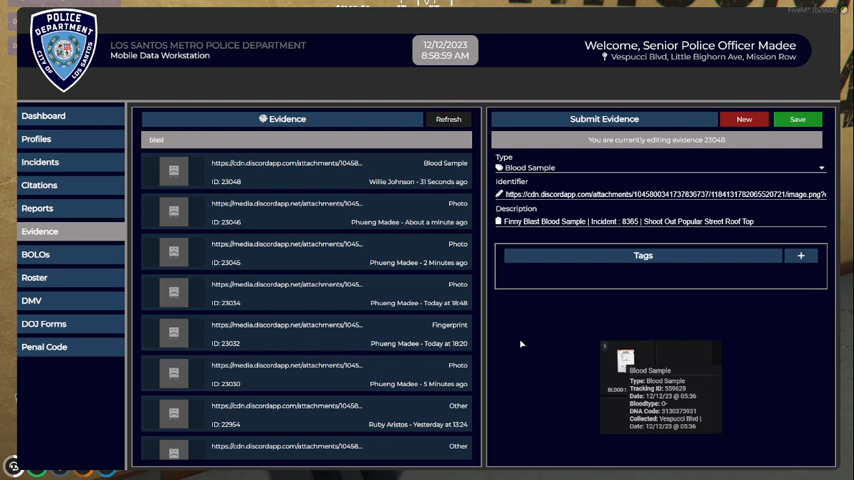 FiveM® (b2802)
POLICE
DEPARTMENT
CITY OF
LOS SANTOS
LOS SANTOS METRO POLICE DEPARTMENT
Mobile Data Workstation
12/12/2023
8:58:59 AM
Welcome, Senior Police Officer Madee
Vespucci Blvd, Little Bighorn Ave, Mission Row
Dashboard
Profiles
Incidents
Citations
Reports
Evidence
BOLOs
Roster
DMV
DOJ Forms
Penal Code
Evidence
Refresh
blast
https://cdn.discordapp.com/attachments/10458... Blood Sample
ID: 23048 Willie Johnson - 31 Seconds ago
https://media.discordapp.net/attachments/1045... Photo
ID: 23046 Phueng Madee - About a minute ago
https://media.discordapp.net/attachments/1045... Photo
ID: 23045 Phueng Madee - 2 Minutes ago
https://media.discordapp.net/attachments/1045... Photo
ID: 23034 Phueng Madee - Today at 18:48
https://media.discordapp.net/attachments/1045... Fingerprint
ID: 23032 Phueng Madee - Today at 18:20
https://media.discordapp.net/attachments/1045... Photo
ID: 23030 Phueng Madee - 5 Minutes ago
https://cdn.discordapp.com/attachments/10458... Other
ID: 22954 Ruby Aristos - Yesterday at 13:24
https://cdn.discordapp.com/attachments/10458... Other
Submit Evidence
New
Save
You are currently editing evidence 23048
Type
Blood Sample
Identifier
https://cdn.discordapp.com/attachments/1045800341737836737/1184131782065520721/image.png?
Description
Finny Blast Blood Sample | Incident : 8365 | Shoot Out Popular Street Roof Top
Tags
+
1
Blood Sample
Type: Blood Sample
Tracking ID: 559628
Date: 12/12/23 @ 05:36
Bloodtype: O-
DNA Code: 3130373931
Collected: Vespucci Blvd |
Date: 12/12/23 @ 05:36